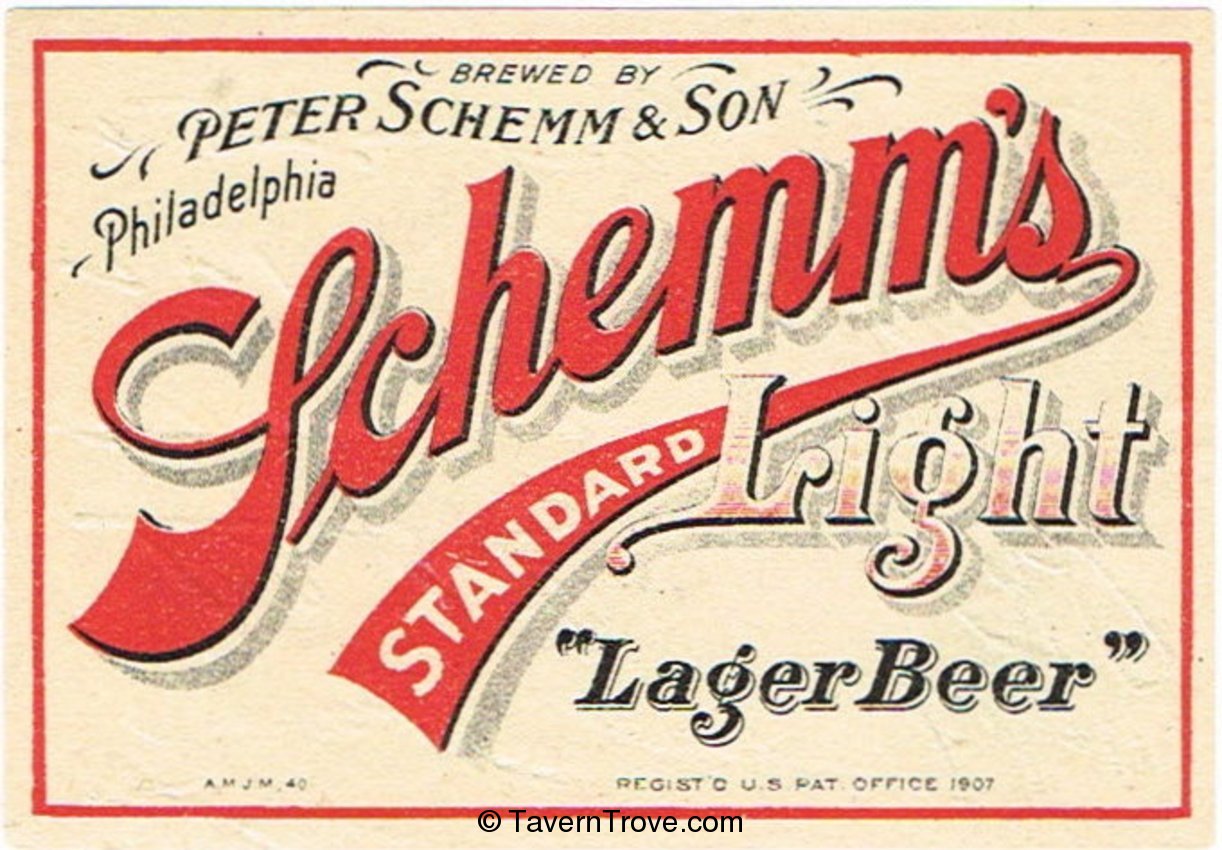 BREWED BY
PETER SCHEMM & SON
Philadelphia
Schemm's
STANDARD
Light
"Lager Beer"
A.M.J.M. 40
REGIST'D U.S. PAT. OFFICE 1907
© TavernTrove.com